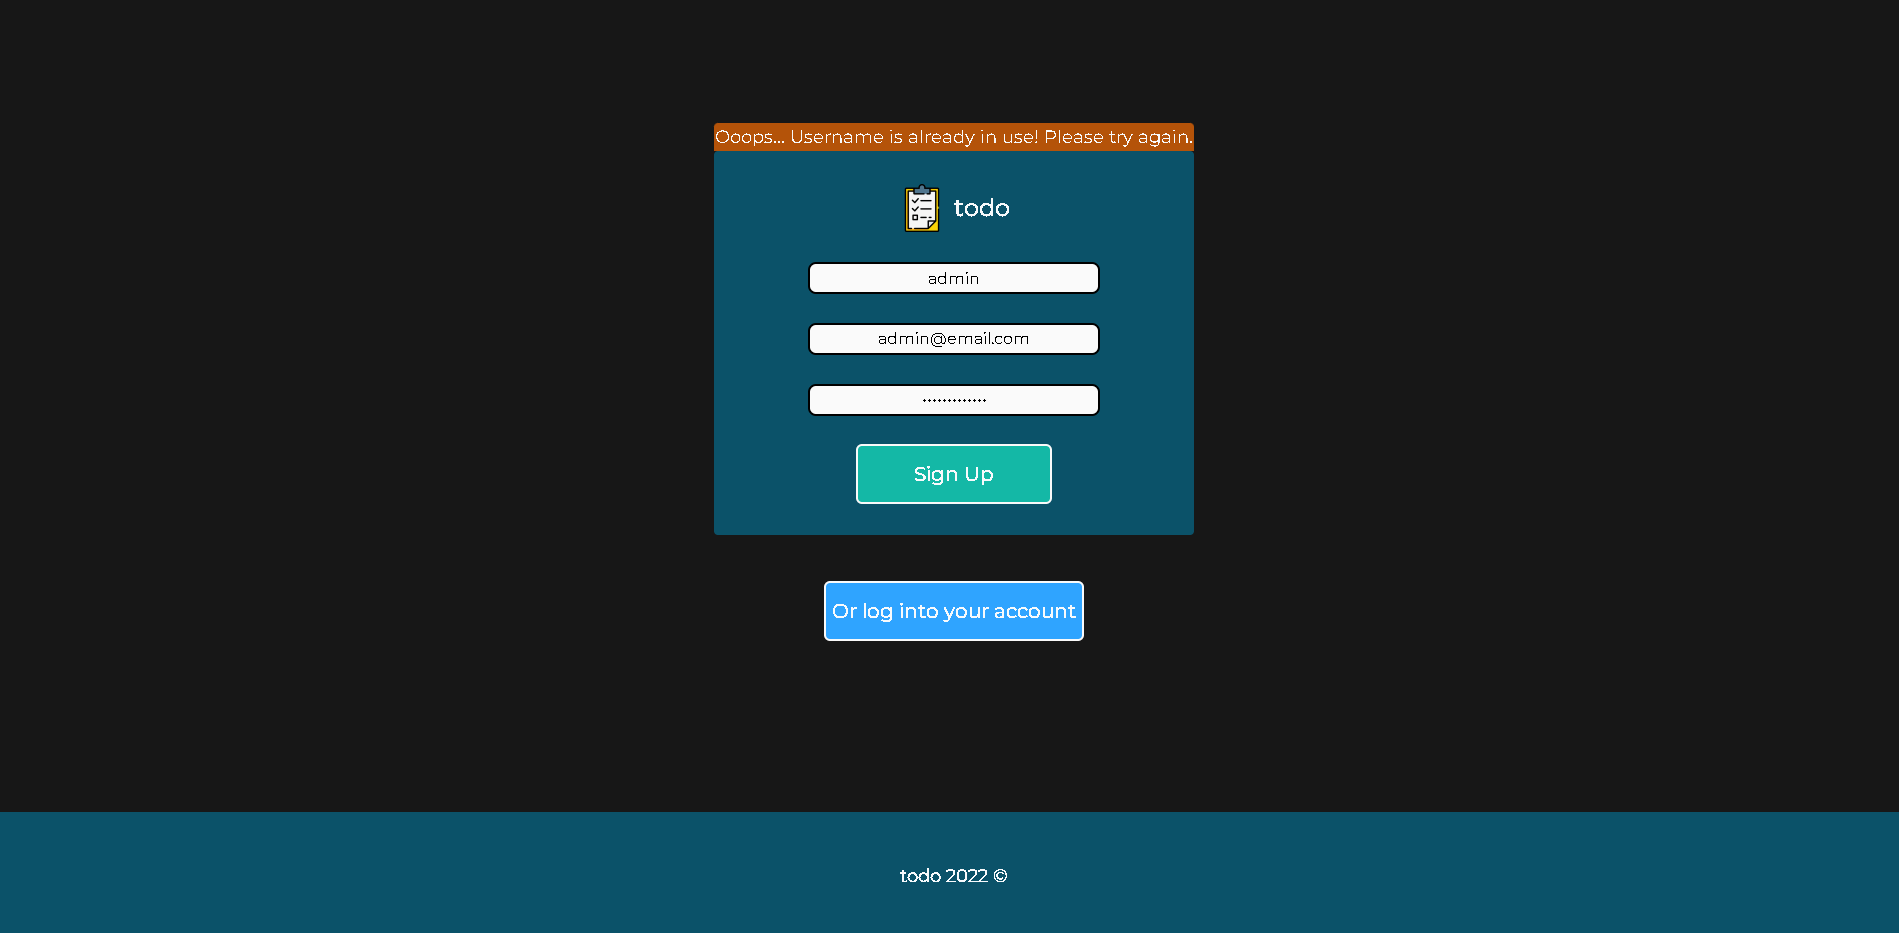 Ooops... Username is already in use! Please try again.
todo
admin
admin@email.com
•••••••••••••
Sign Up
Or log into your account
todo 2022 ©